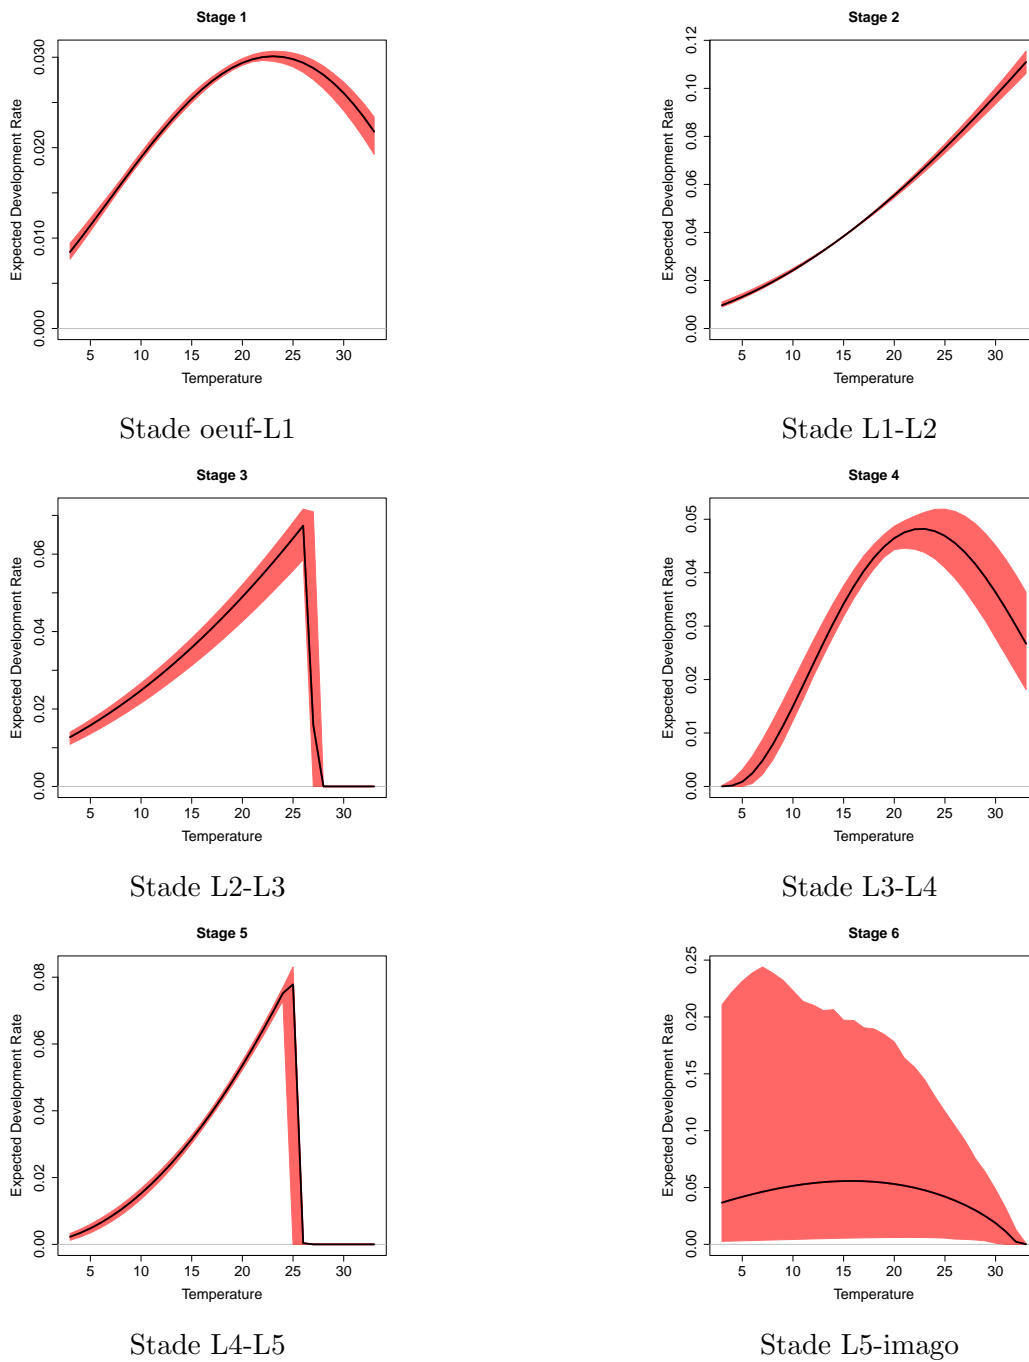 Stage 1
Expected Development Rate
0.000
0.010
0.020
0.030
5 10 15 20 25 30
Temperature
Stade oeuf-L1
Stage 2
Expected Development Rate
0.00
0.02
0.04
0.06
0.08
0.10
0.12
5 10 15 20 25 30
Temperature
Stade L1-L2
Stage 3
Expected Development Rate
0.00
0.02
0.04
0.06
5 10 15 20 25 30
Temperature
Stade L2-L3
Stage 4
Expected Development Rate
0.00
0.01
0.02
0.03
0.04
0.05
5 10 15 20 25 30
Temperature
Stade L3-L4
Stage 5
Expected Development Rate
0.00
0.02
0.04
0.06
0.08
5 10 15 20 25 30
Temperature
Stade L4-L5
Stage 6
Expected Development Rate
0.00
0.05
0.10
0.15
0.20
0.25
5 10 15 20 25 30
Temperature
Stade L5-imago